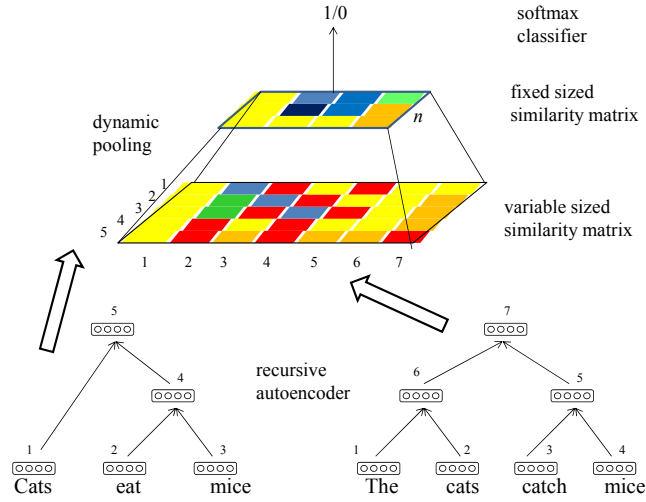 1/0
softmax
classifier
fixed sized
similarity matrix
n
dynamic
pooling
1
2
3
4
5
variable sized
similarity matrix
1 2 3 4 5 6 7
5
7
recursive
autoencoder
4
6
5
1
2
3
1
2
3
4
Cats eat mice
The cats catch mice